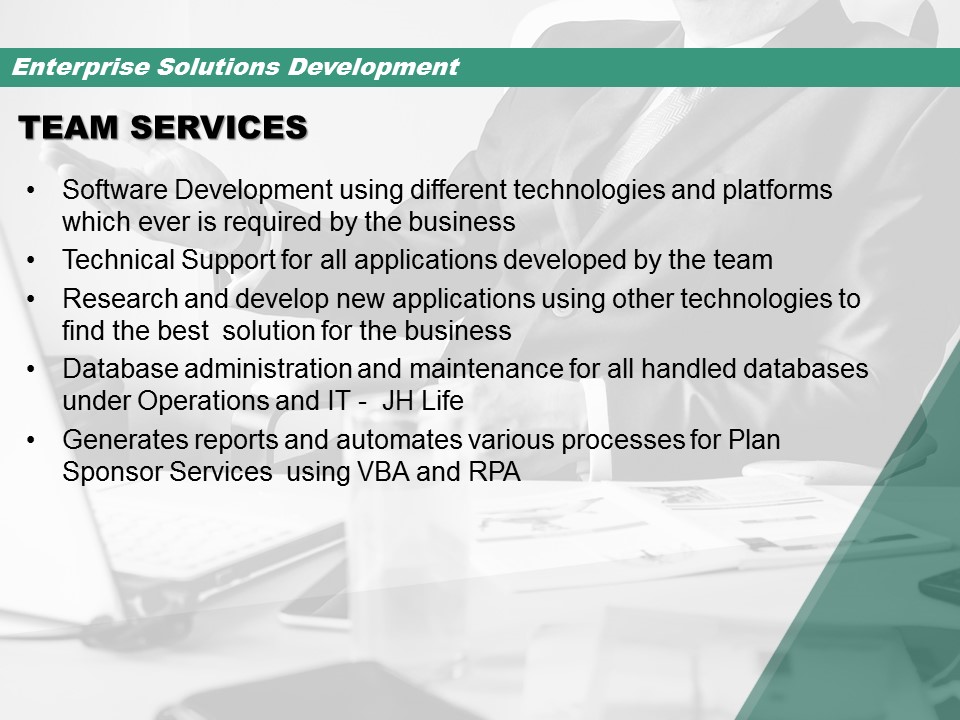 Enterprise Solutions Development
TEAM SERVICES
• Software Development using different technologies and platforms
which ever is required by the business
• Technical Support for all applications developed by the team
• Research and develop new applications using other technologies to
find the best  solution for the business
• Database administration and maintenance for all handled databases
under Operations and IT -  JH Life
• Generates reports and automates various processes for Plan
Sponsor Services  using VBA and RPA